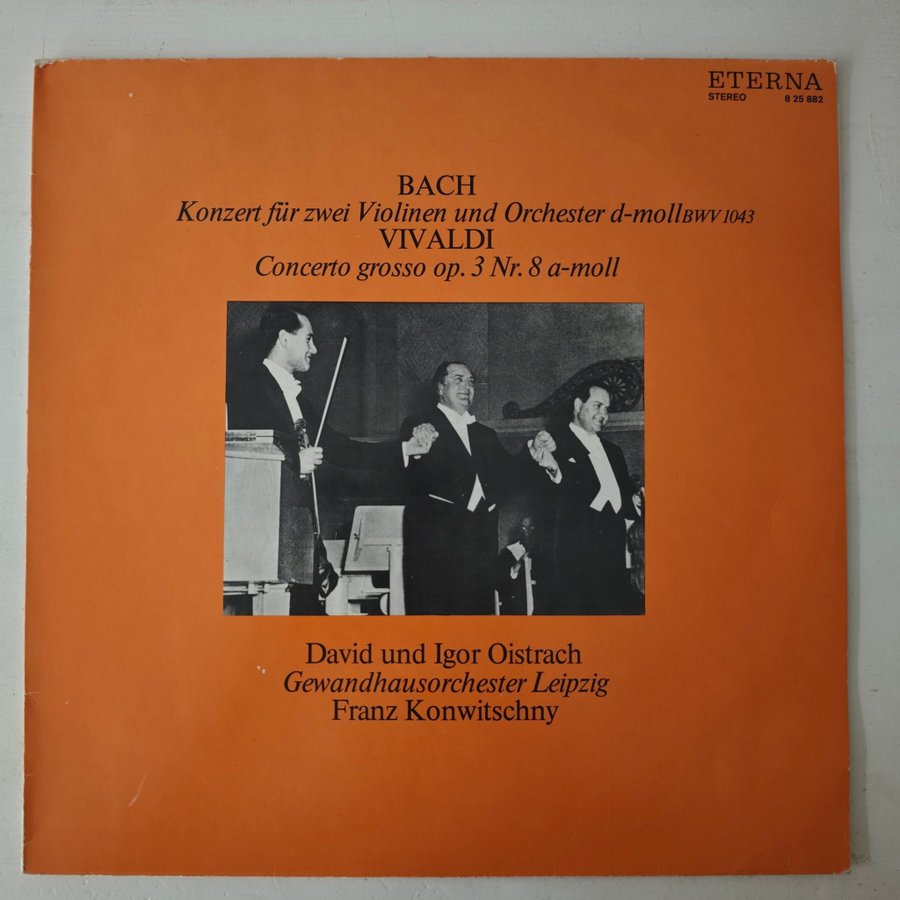 ETERNA
STEREO 8 25 882
BACH
Konzert für zwei Violinen und Orchester d-moll BWV 1043
VIVALDI
Concerto grosso op. 3 Nr. 8 a-moll
David und Igor Oistrach
Gewandhausorchester Leipzig
Franz Konwitschny